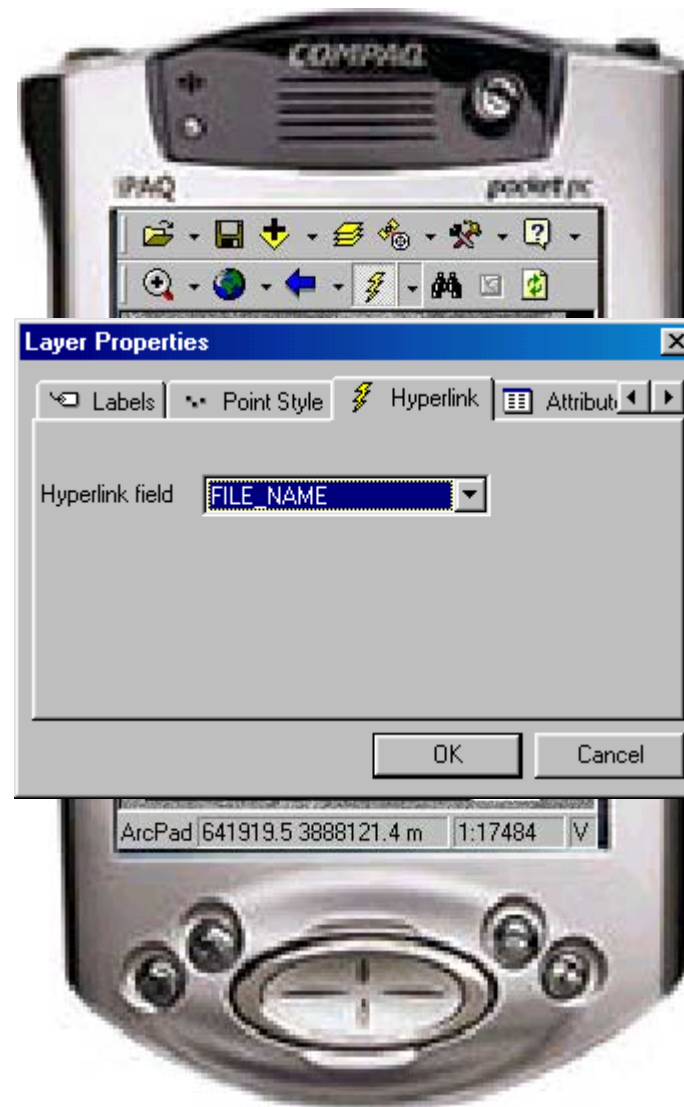 COMPAQ
iPAQ pocket pc
Layer Properties
Labels Point Style Hyperlink
Hyperlink field FILE_NAME
OK Cancel
ArcPad 641919.5 3888121.4 m 1:17484 V